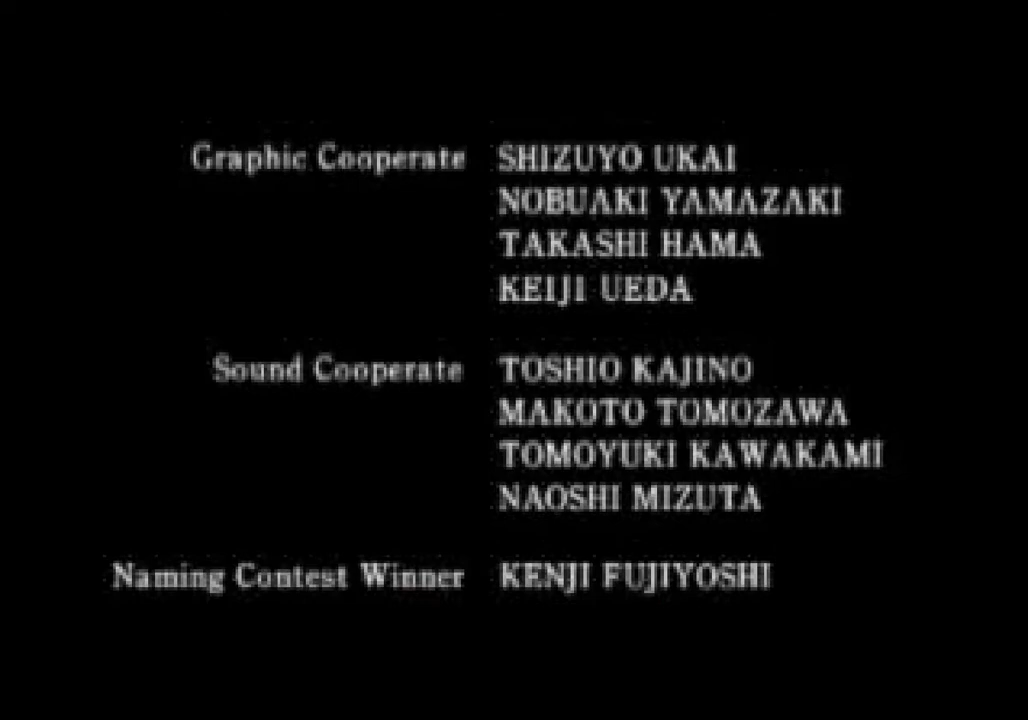 Graphic Cooperate SHIZUYO UKAI
NOBUAKI YAMAZAKI
TAKASHI HAMA
KEIJI UEDA
Sound Cooperate TOSHIO KAJINO
MAKOTO TOMOZAWA
TOMOYUKI KAWAKAMI
NAOSHI MIZUTA
Naming Contest Winner KENJI FUJIYOSHI